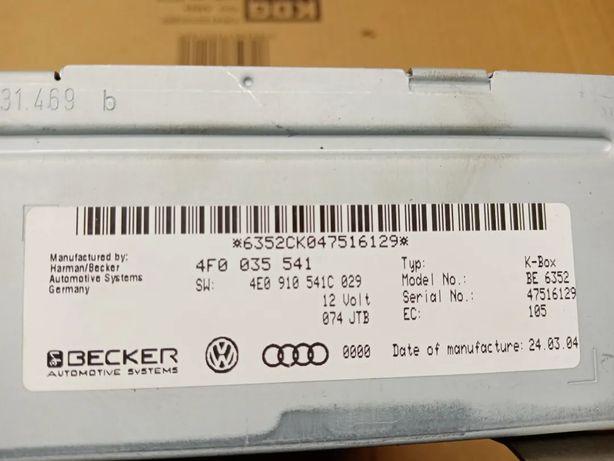 KDG
31.469 b
*6352CK047516129*
Manufactured by:
Harman/Becker
Automotive Systems
Germany
4F0 035 541
SW: 4E0 910 541C 029
12 Volt
074 JTB
Typ: K-Box
Model No.: BE 6352
Serial No.: 47516129
EC: 105
BECKER
AUTOMOTIVE SYSTEMS
0000
Date of manufacture: 24.03.04